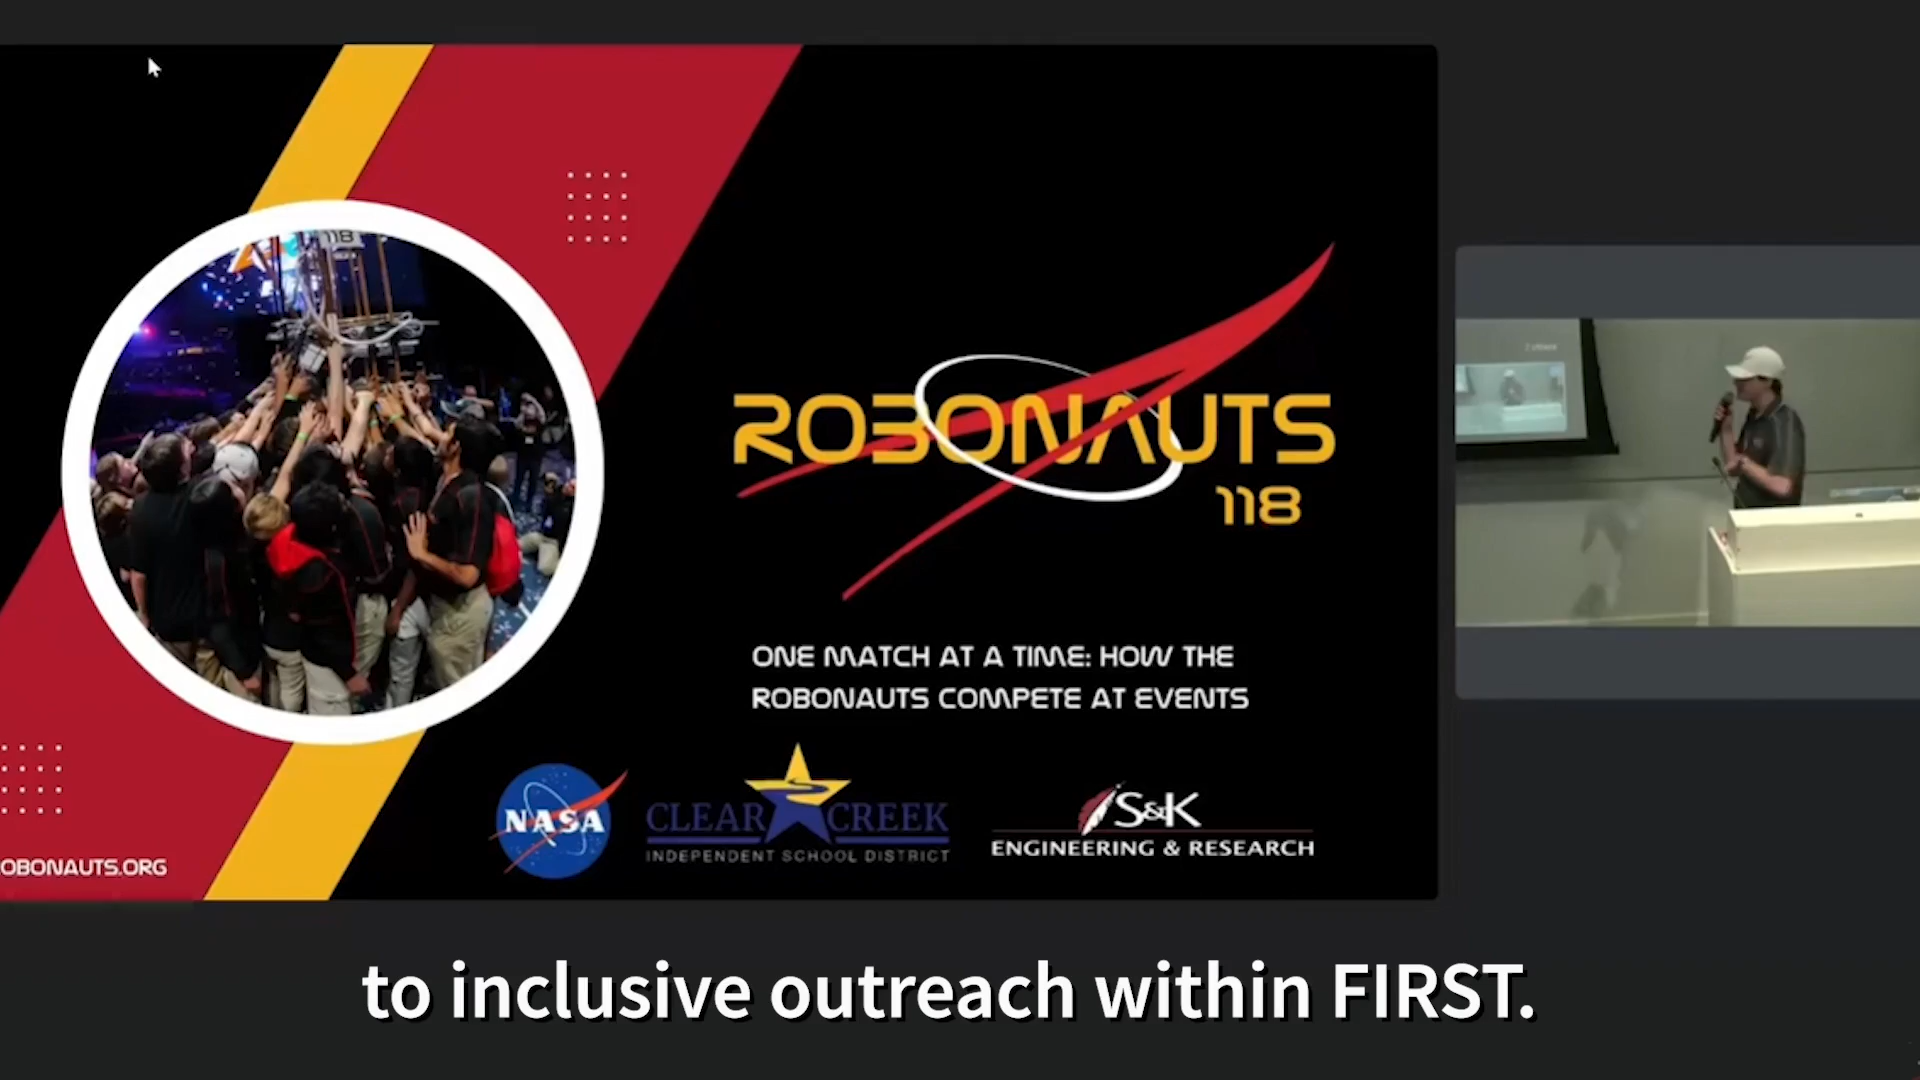 118
ROBONAUTS
118
ONE MATCH AT A TIME: HOW THE
ROBONAUTS COMPETE AT EVENTS
NASA
CLEAR CREEK
INDEPENDENT SCHOOL DISTRICT
S&K
ENGINEERING & RESEARCH
OBONAUTS.ORG
to inclusive outreach within FIRST.